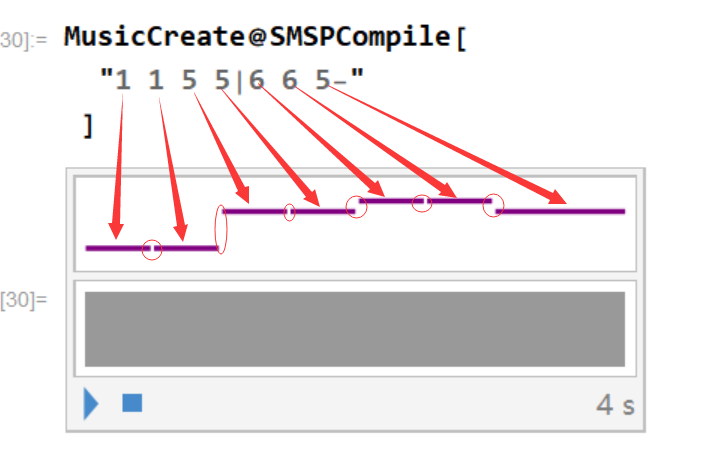 30]:= MusicCreate@SMSPCompile[
"1 1 5 5|6 6 5-"
]
[30]=
4 s